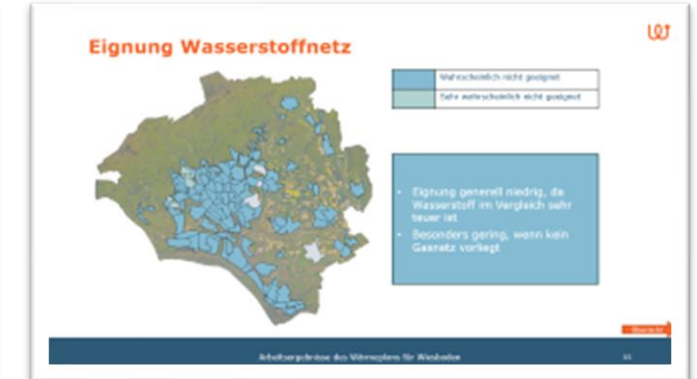 Eignung Wasserstoffnetz
Wahrscheinlich nicht geeignet
Sehr wahrscheinlich nicht geeignet
• Eignung generell niedrig, da
Wasserstoff im Vergleich sehr
teuer ist
• Besonders gering, wenn kein
Gasnetz vorliegt
Arbeitsergebnisse des Wärmeplans für Wiesbaden